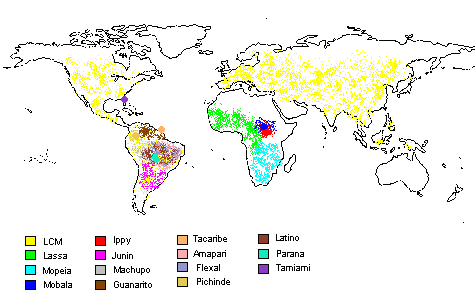 LCM
Lassa
Mopeia
Mobala
Ippy
Junin
Machupo
Guanarito
Tacaribe
Amapari
Flexal
Pichinde
Latino
Parana
Tamiami